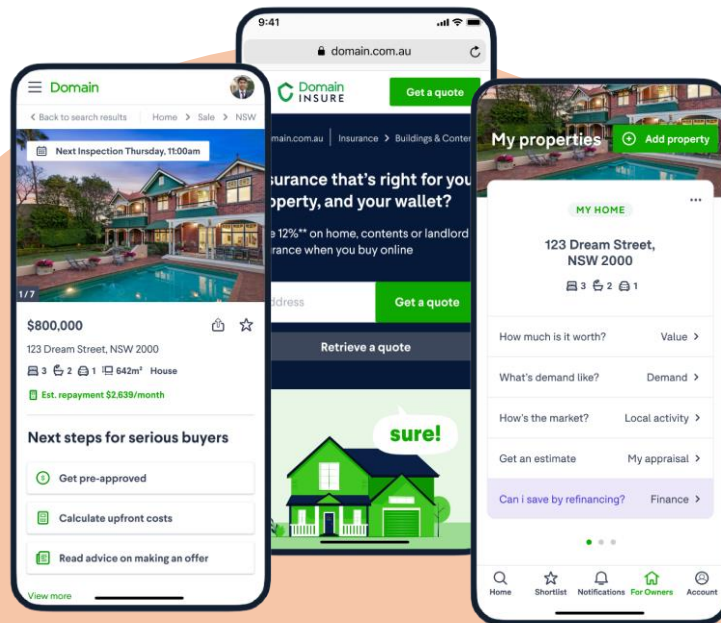 Domain
< Back to search results Home > Sale > NSW
Next Inspection Thursday, 11:00am
1/7
$800,000
123 Dream Street, NSW 2000
3 2 1 642m² House
Est. repayment $2,639/month
Next steps for serious buyers
Get pre-approved
Calculate upfront costs
Read advice on making an offer
View more
9:41
domain.com.au
Domain
INSURE
Get a quote
main.com.au | Insurance > Buildings & Conten
surance that's right for you
operty, and your wallet?
e 12%** on home, contents or landlord
rance when you buy online
ddress
Get a quote
Retrieve a quote
sure!
My properties
Add property
MY HOME
123 Dream Street,
NSW 2000
3 2 1
How much is it worth? Value >
What's demand like? Demand >
How's the market? Local activity >
Get an estimate My appraisal >
Can i save by refinancing? Finance >
Home Shortlist Notifications For Owners Account